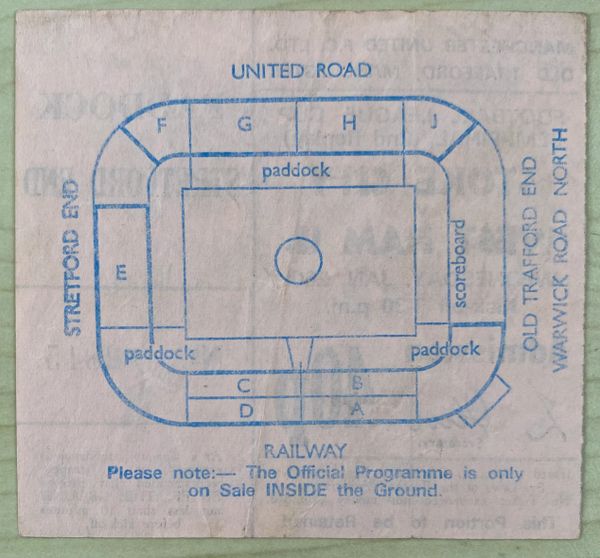 UNITED ROAD
F
G
H
J
paddock
STRETFORD END
E
scoreboard
OLD TRAFFORD END
WARWICK ROAD NORTH
paddock
paddock
C
B
D
A
RAILWAY
Please note:— The Official Programme is only
on Sale INSIDE the Ground.